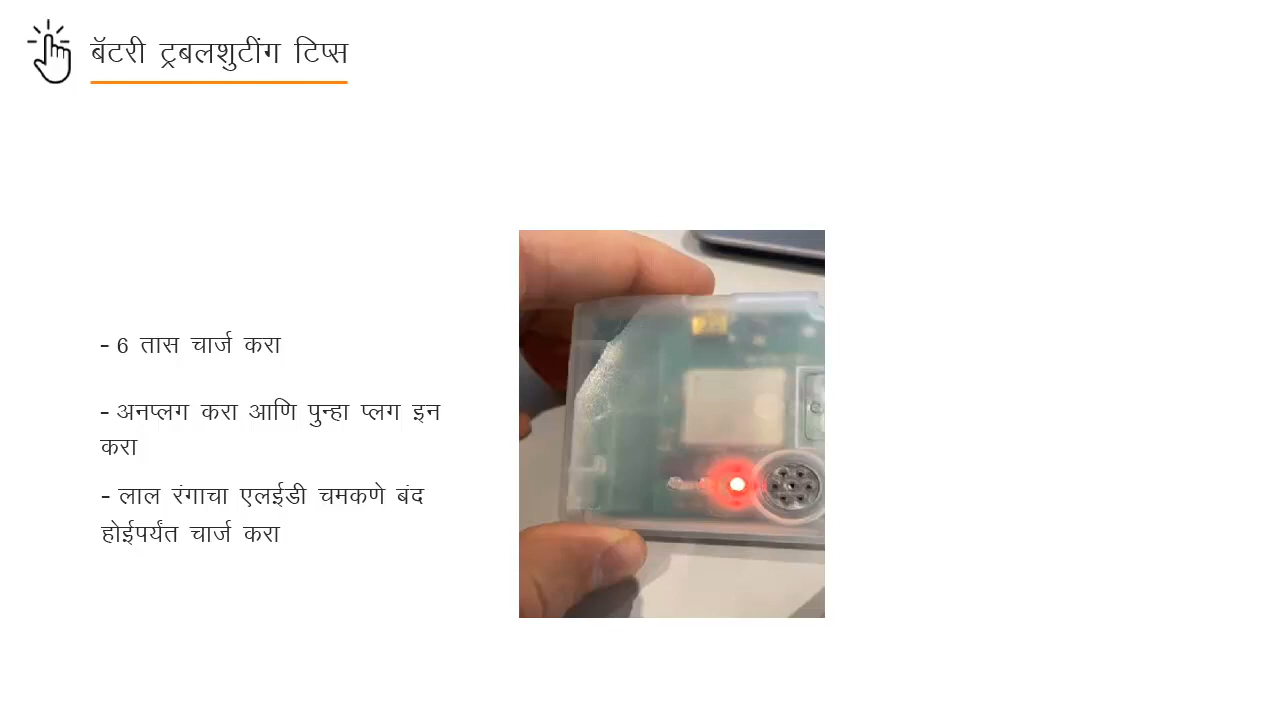 बॅटरी ट्रबलशुटींग टिप्स
- 6 तास चार्ज करा
- अनप्लग करा आणि पुन्हा प्लग इन
करा
- लाल रंगाचा एलईडी चमकणे बंद
होईपर्यंत चार्ज करा